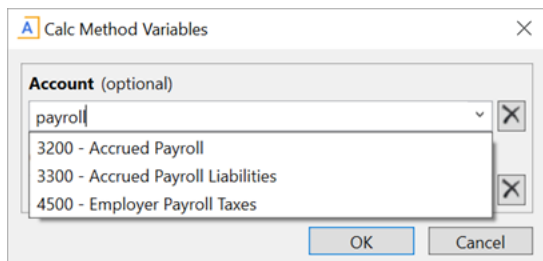 A Calc Method Variables
Account (optional)
payroll
3200 - Accrued Payroll
3300 - Accrued Payroll Liabilities
4500 - Employer Payroll Taxes
OK Cancel